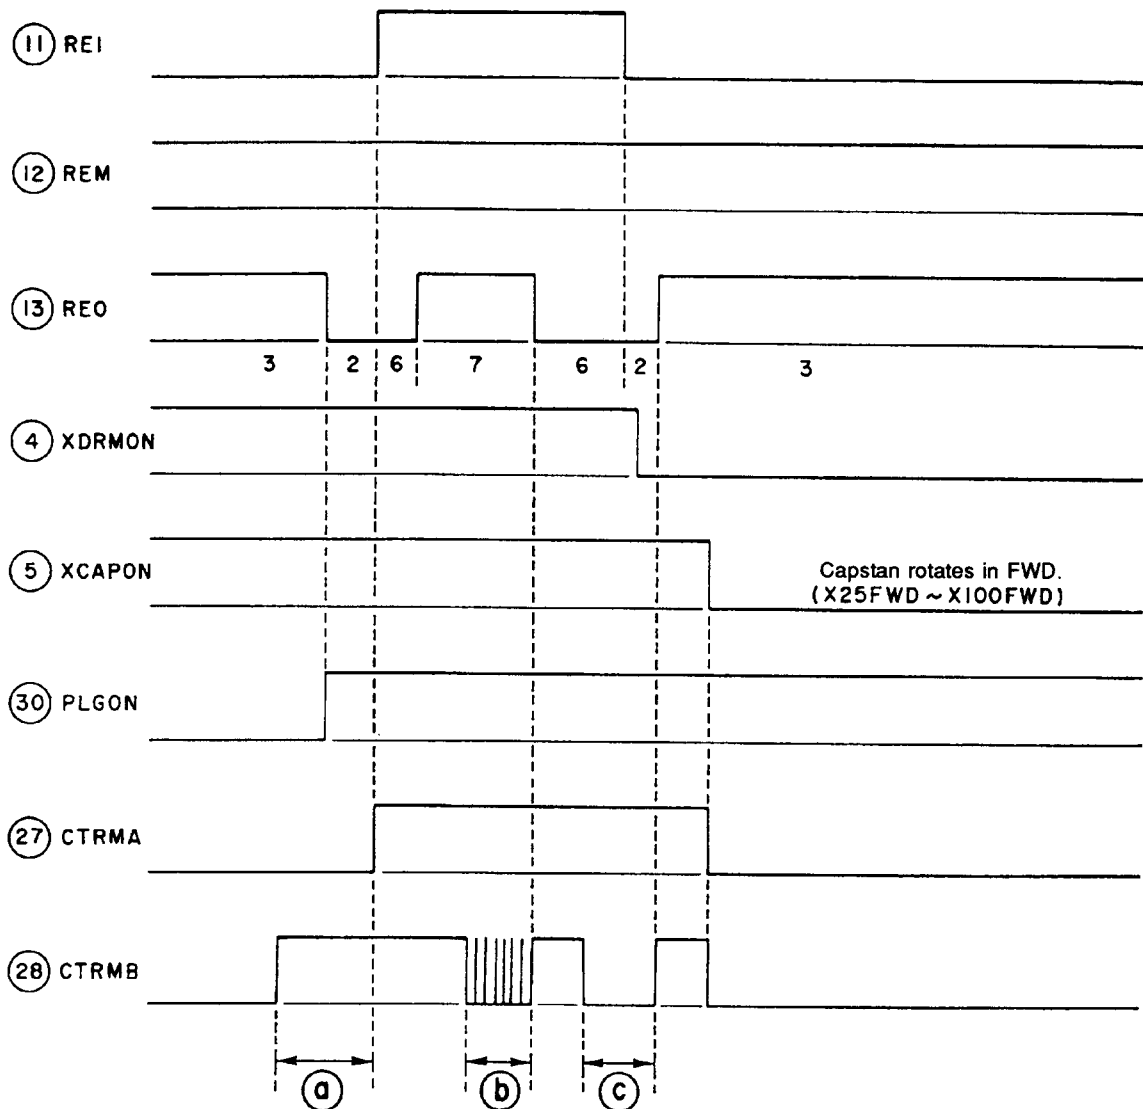 11 REI
12 REM
13 REO
3 2 6 7 6 2 3
4 XDRMON
5 XCAPON
Capstan rotates in FWD.
(X25FWD ~ X100FWD)
30 PLGON
27 CTRMA
28 CTRMB
a b c